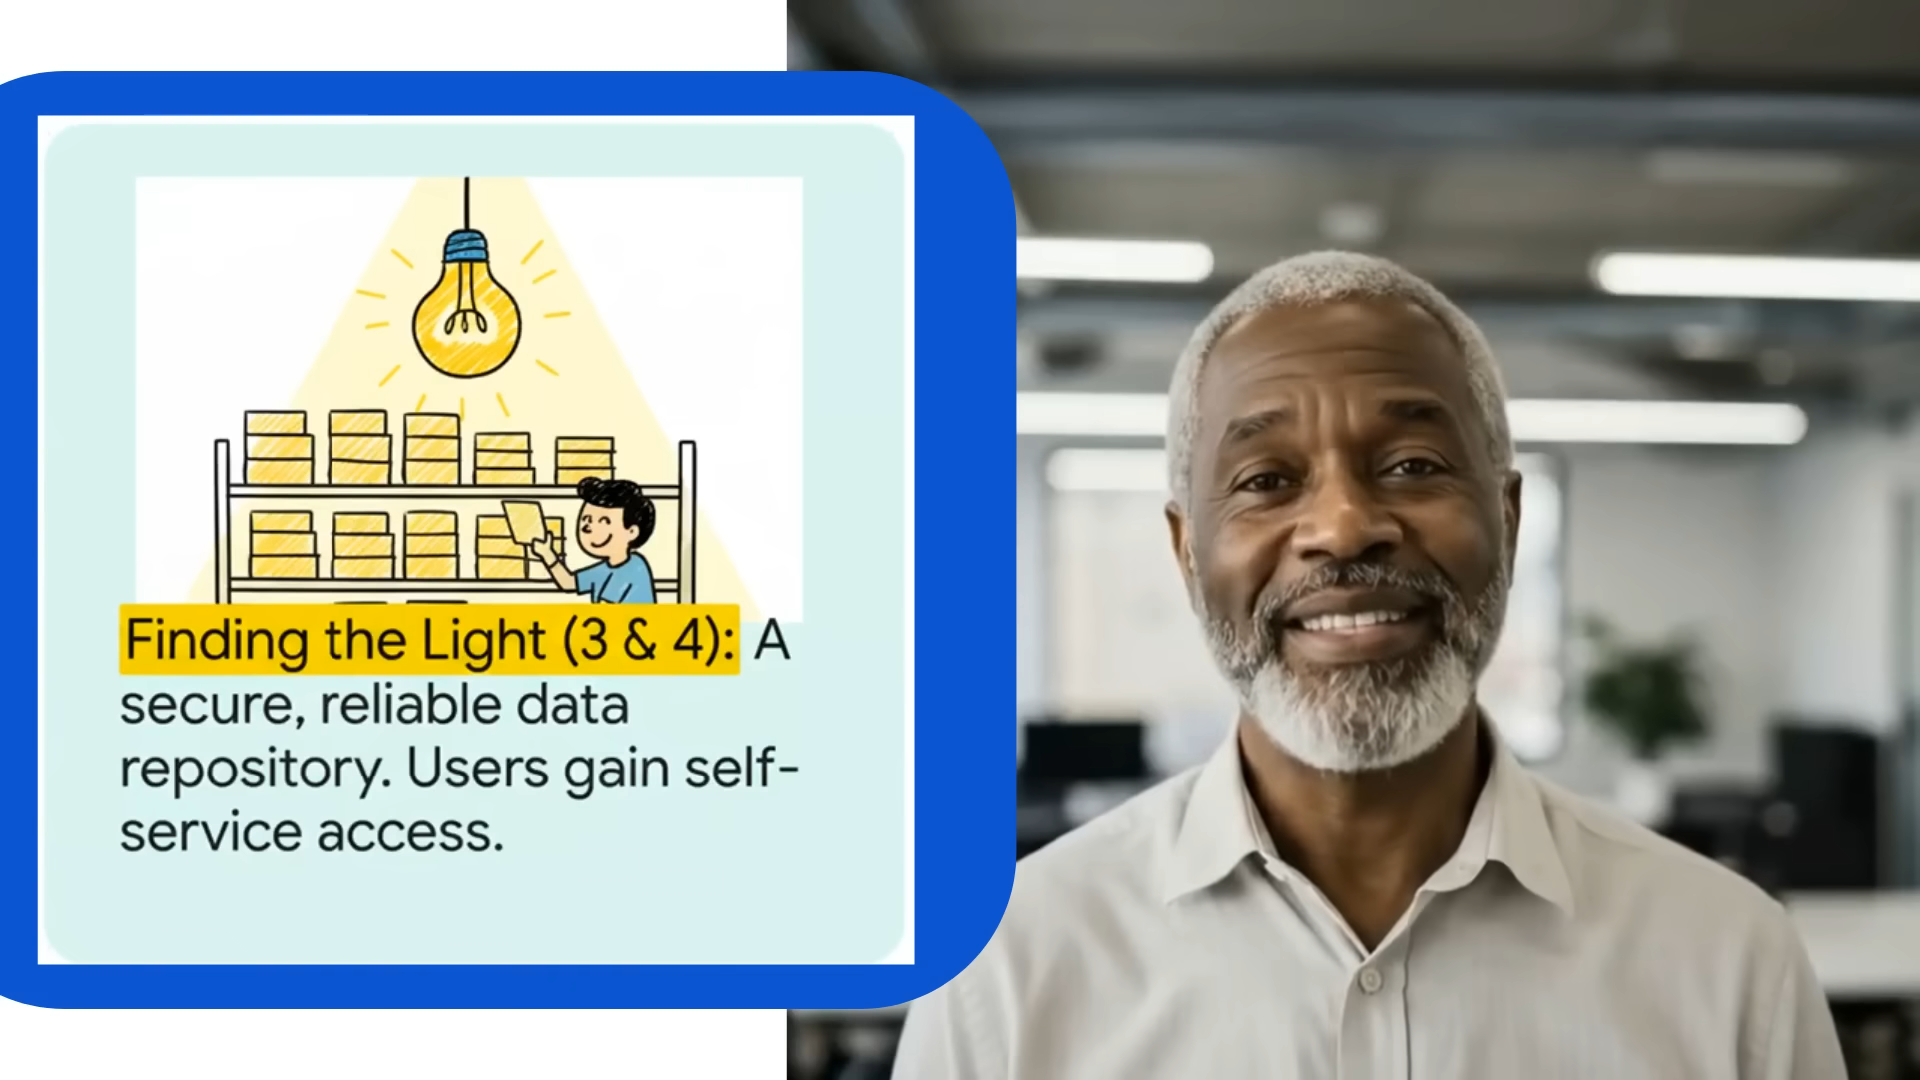 Finding the Light (3 & 4): A
secure, reliable data
repository. Users gain self-
service access.